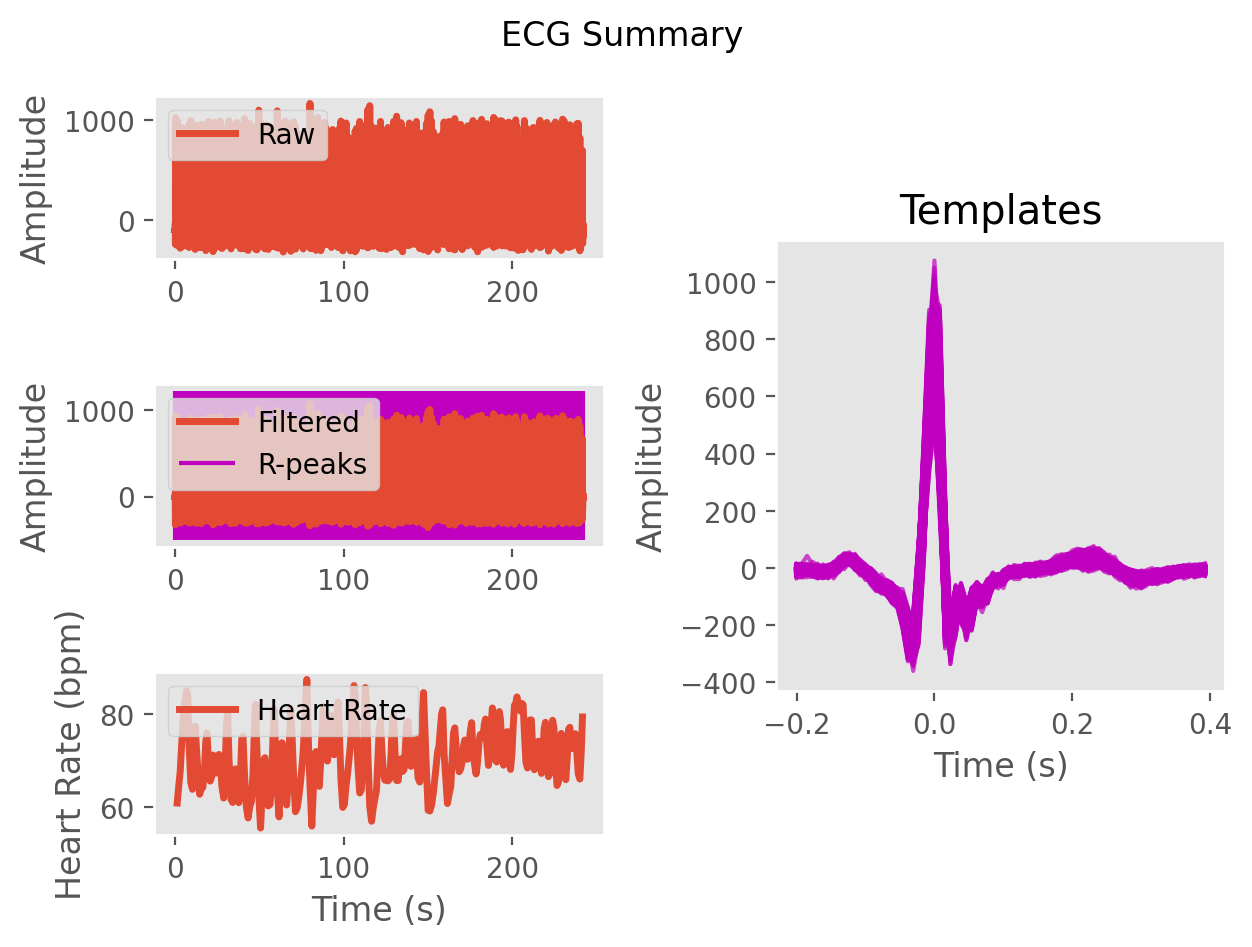 ECG Summary
Amplitude
1000
0
Raw
0 100 200
Amplitude
1000
0
Filtered
R-peaks
0 100 200
Heart Rate (bpm)
80
60
Heart Rate
0 100 200
Time (s)
Templates
Amplitude
1000
800
600
400
200
0
−200
−400
−0.2 0.0 0.2 0.4
Time (s)